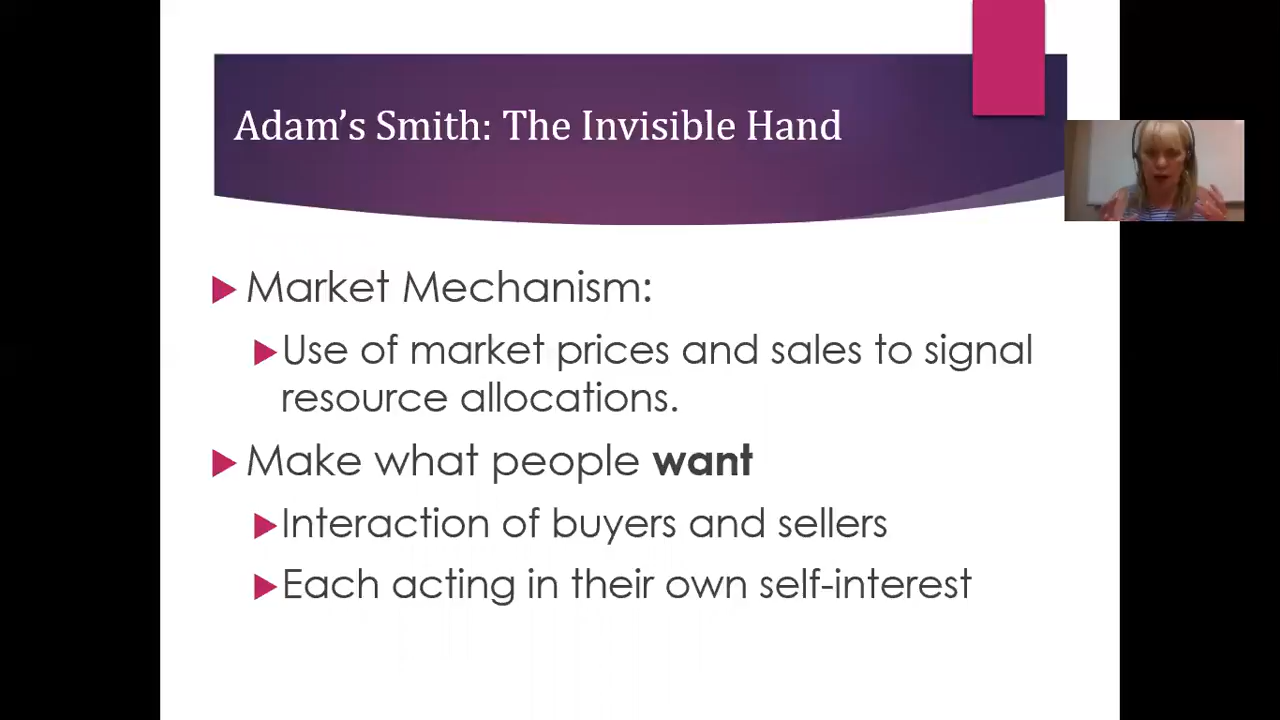 Adam’s Smith: The Invisible Hand
Market Mechanism:
Use of market prices and sales to signal
resource allocations.
Make what people want
Interaction of buyers and sellers
Each acting in their own self-interest